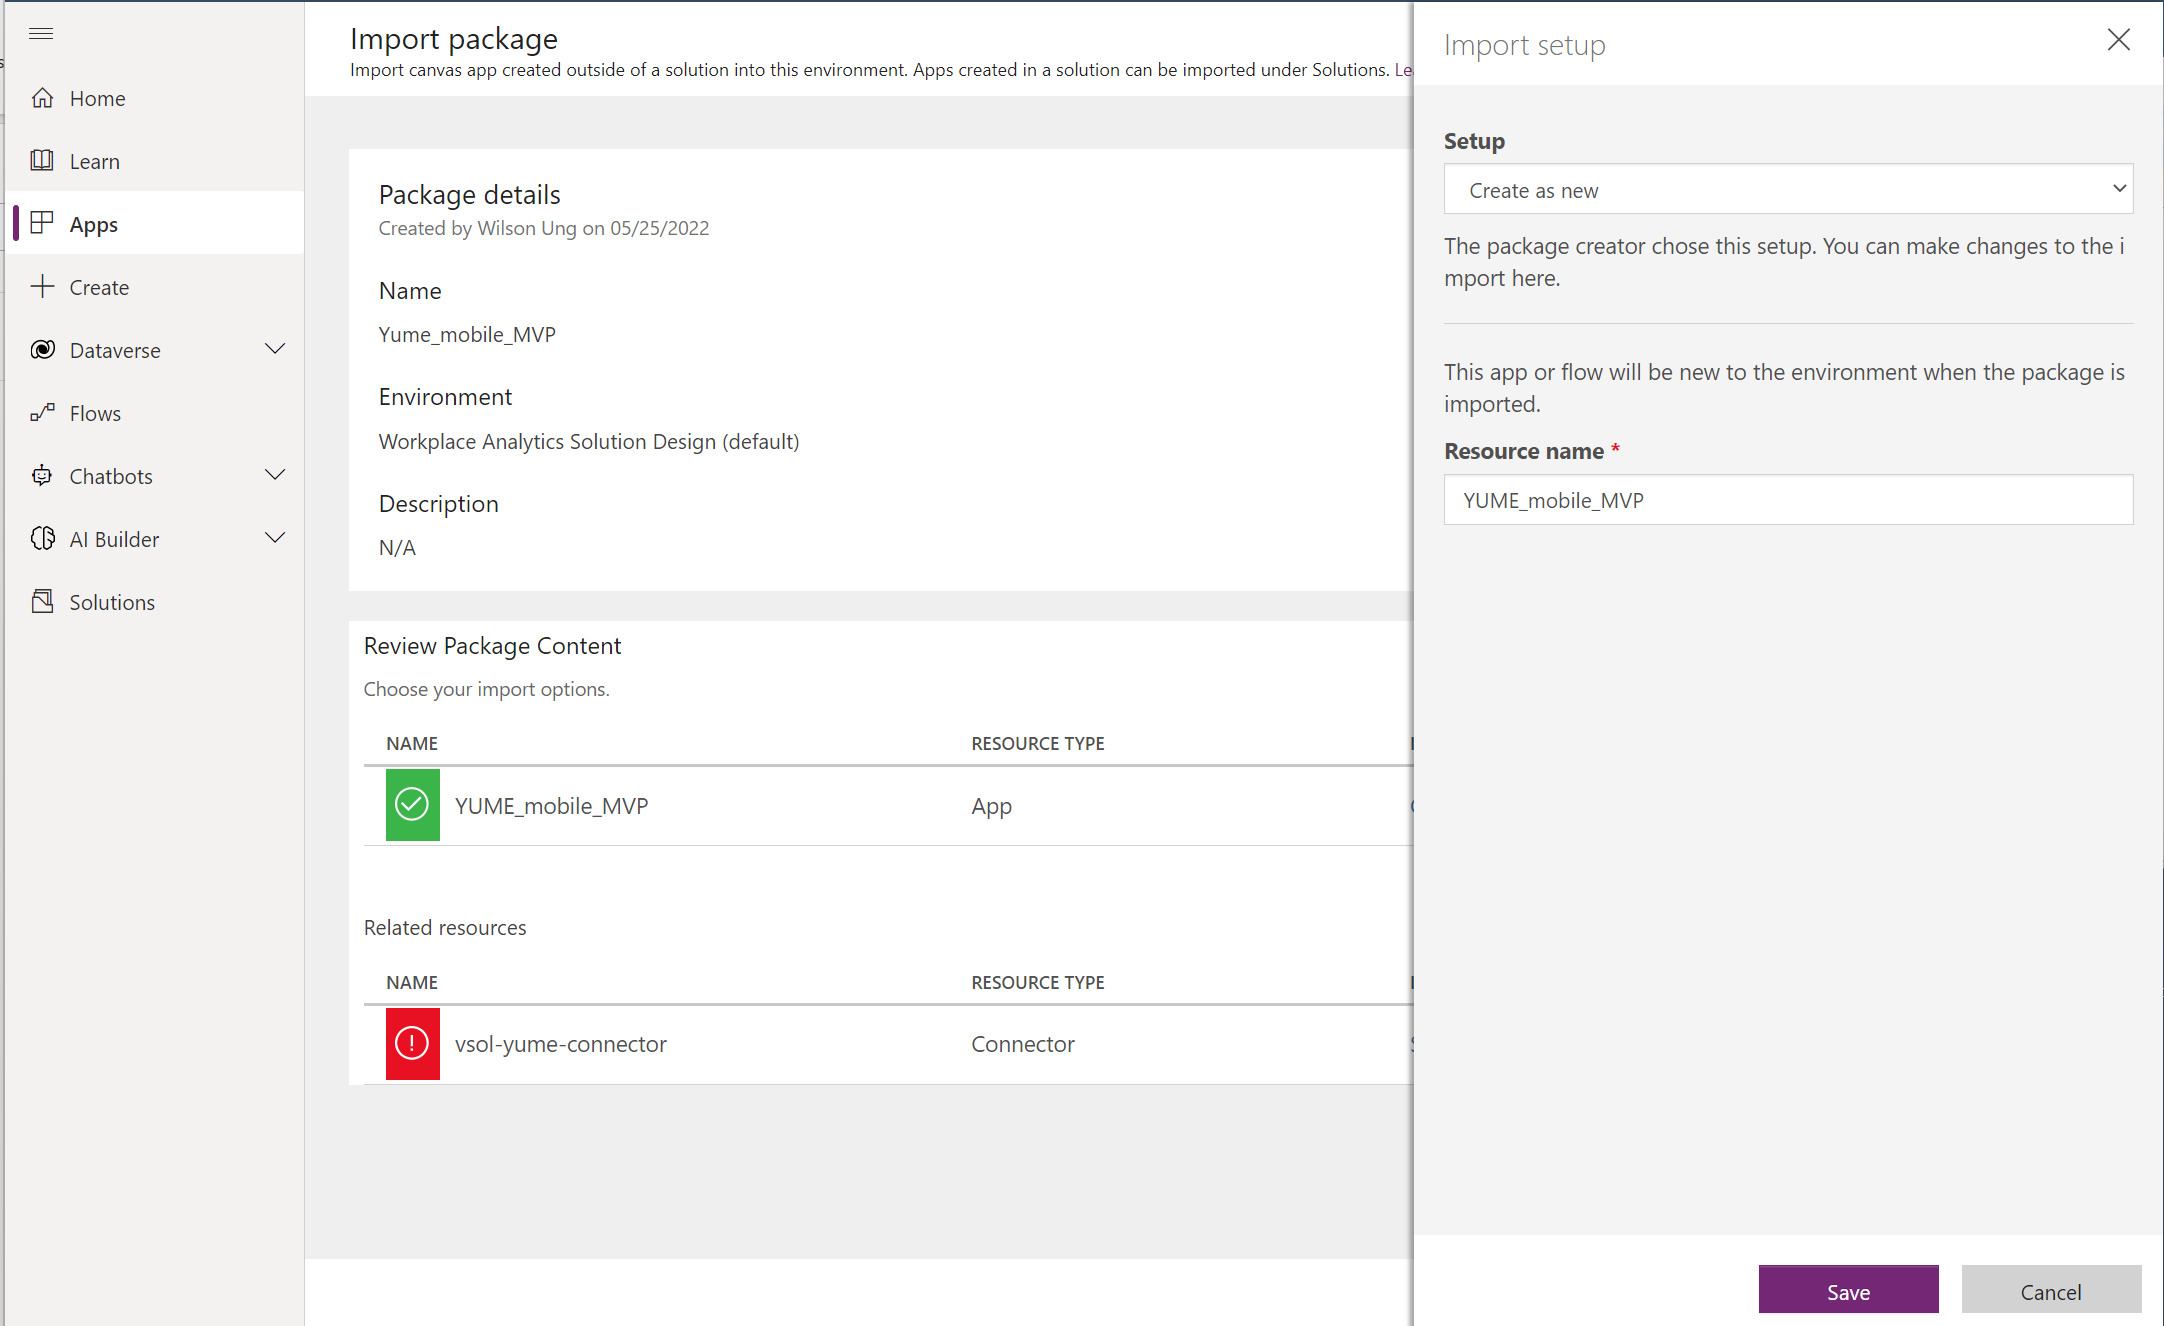 Home
Learn
Apps
Create
Dataverse
Flows
Chatbots
AI Builder
Solutions
Import package
Import canvas app created outside of a solution into this environment. Apps created in a solution can be imported under Solutions. Le
Package details
Created by Wilson Ung on 05/25/2022
Name
Yume_mobile_MVP
Environment
Workplace Analytics Solution Design (default)
Description
N/A
Review Package Content
Choose your import options.
NAME RESOURCE TYPE
YUME_mobile_MVP App
Related resources
NAME RESOURCE TYPE
vsol-yume-connector Connector
Import setup
Setup
Create as new
The package creator chose this setup. You can make changes to the i
mport here.
This app or flow will be new to the environment when the package is
imported.
Resource name *
YUME_mobile_MVP
Save Cancel